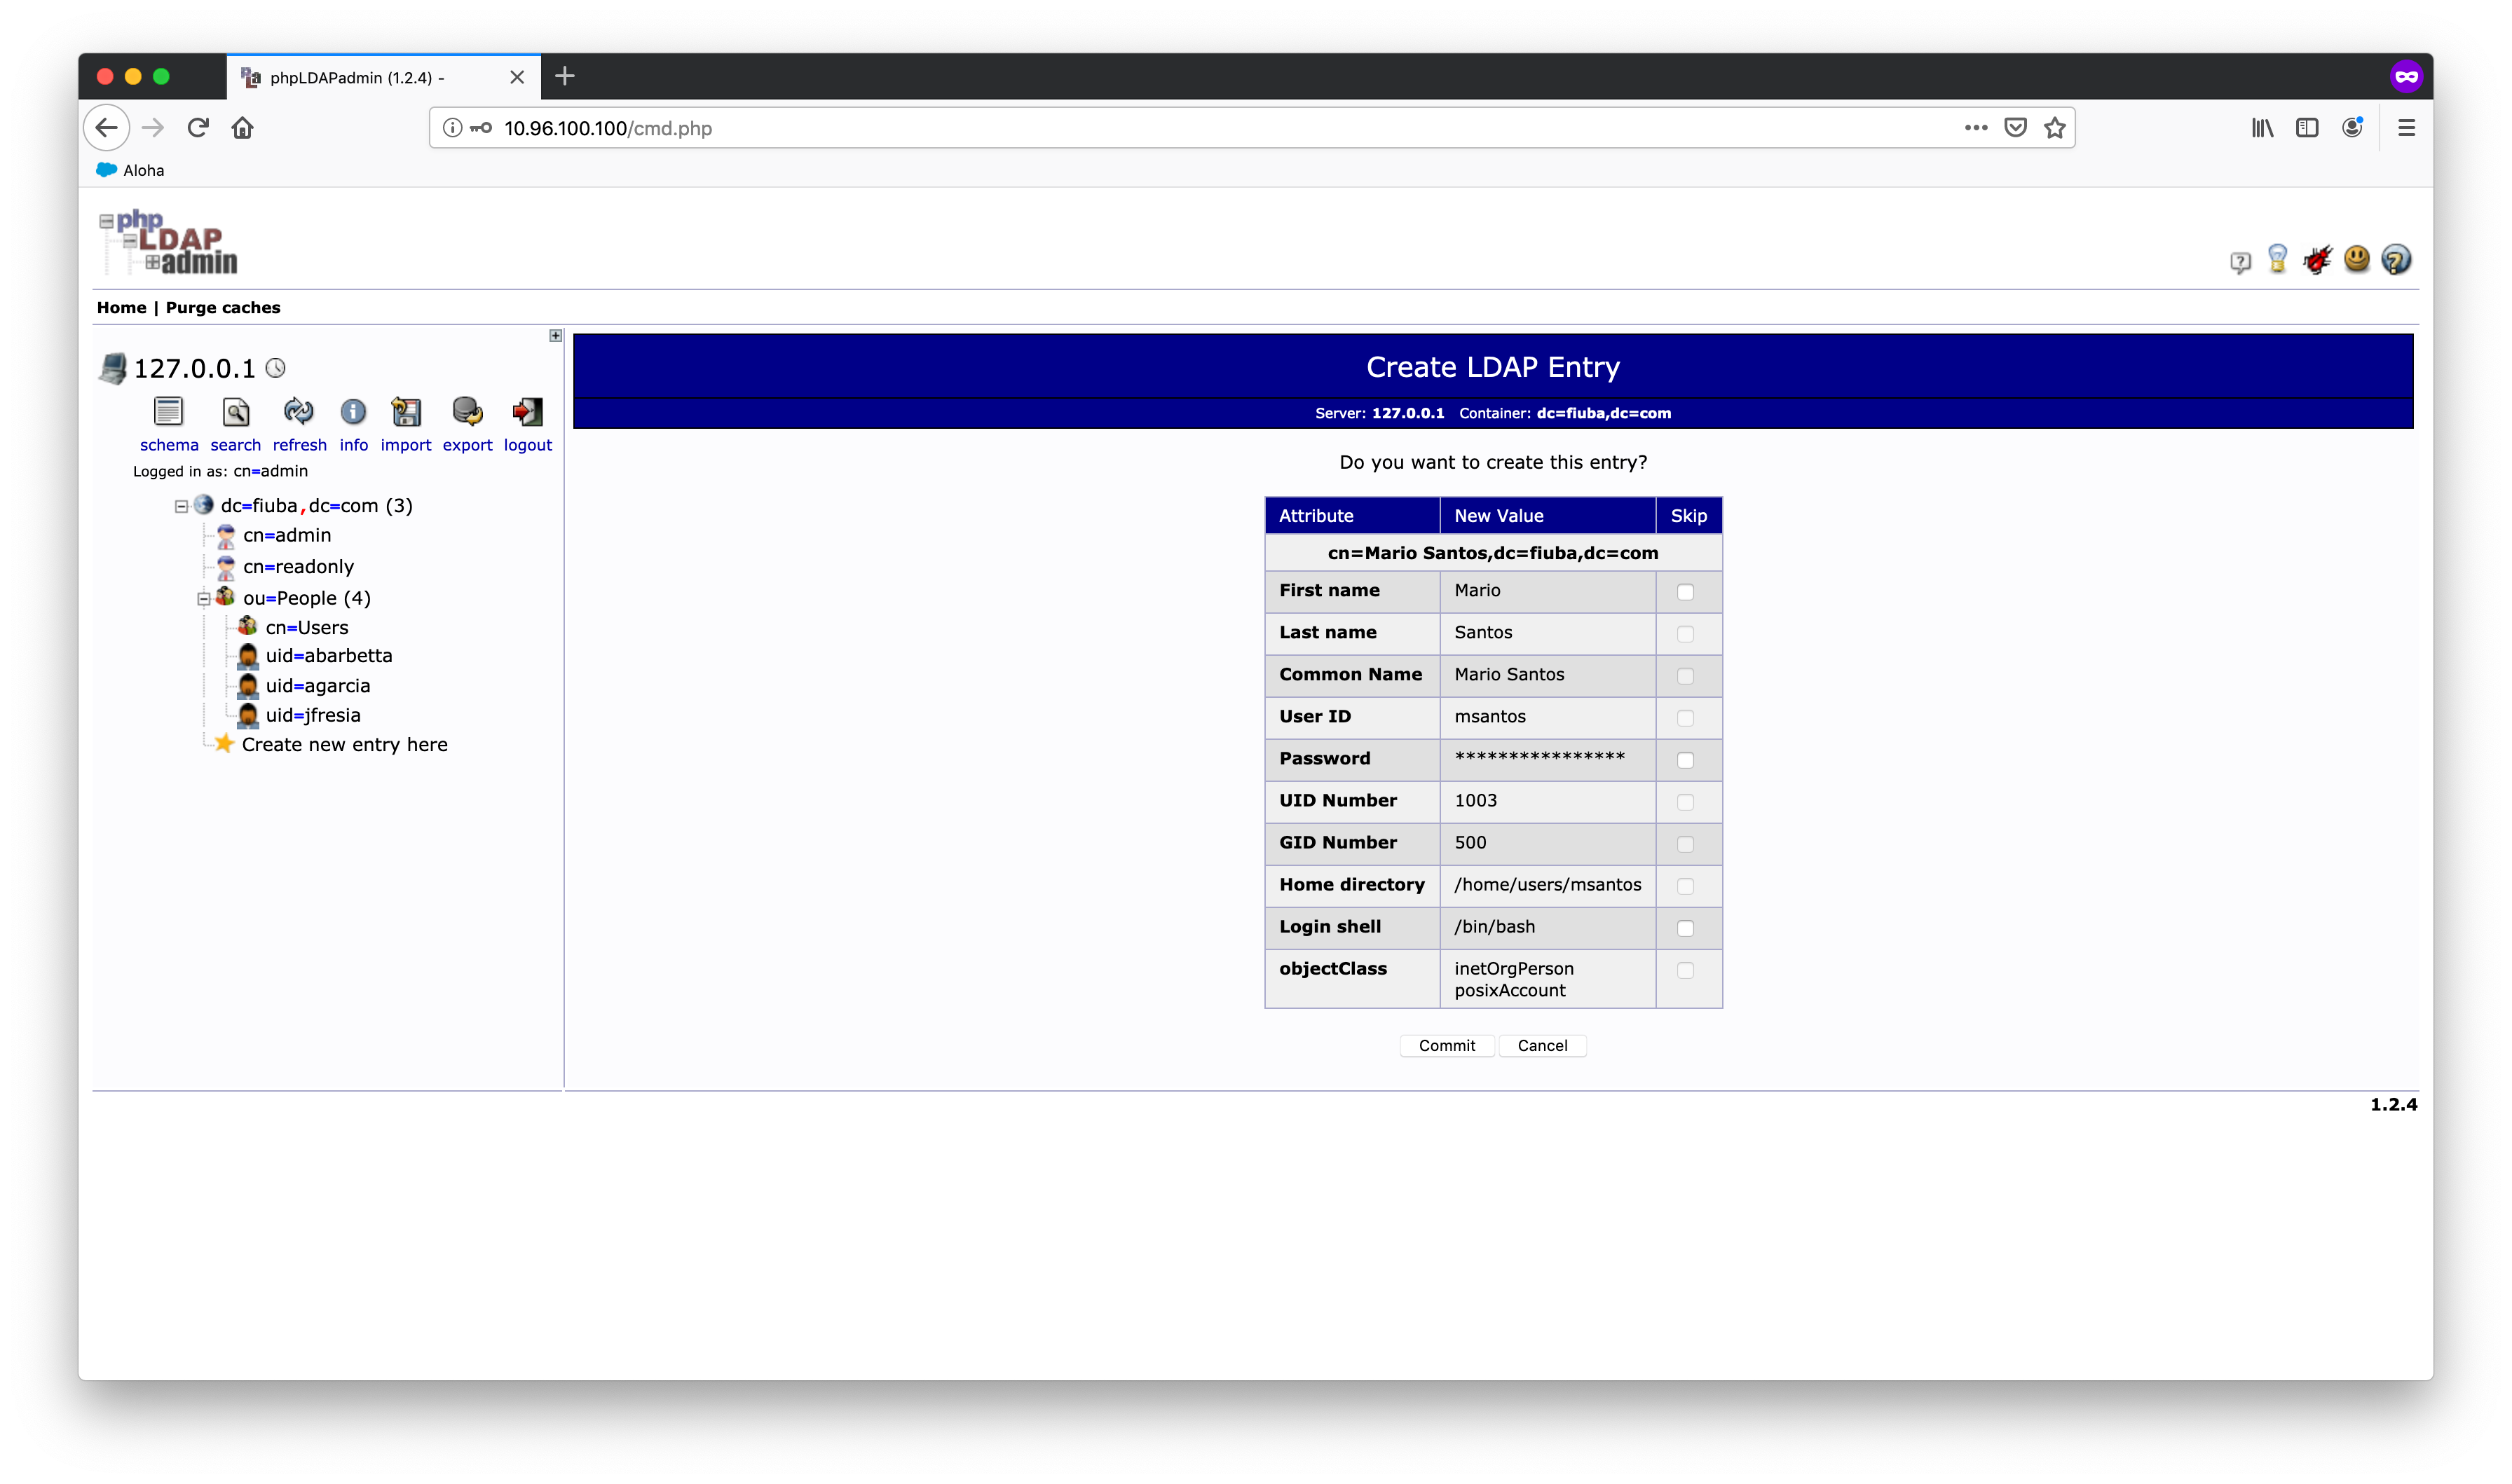 phpLDAPadmin (1.2.4) -
10.96.100.100/cmd.php
Aloha
php
LDAP
admin
Home | Purge caches
127.0.0.1
schema search refresh info import export logout
Logged in as: cn=admin
dc=fiuba,dc=com (3)
cn=admin
cn=readonly
ou=People (4)
cn=Users
uid=abarbetta
uid=agarcia
uid=jfresia
Create new entry here
Create LDAP Entry
Server: 127.0.0.1 Container: dc=fiuba,dc=com
Do you want to create this entry?
Attribute New Value Skip
cn=Mario Santos,dc=fiuba,dc=com
First name Mario
Last name Santos
Common Name Mario Santos
User ID msantos
Password ****************
UID Number 1003
GID Number 500
Home directory /home/users/msantos
Login shell /bin/bash
objectClass inetOrgPerson
posixAccount
Commit Cancel
1.2.4